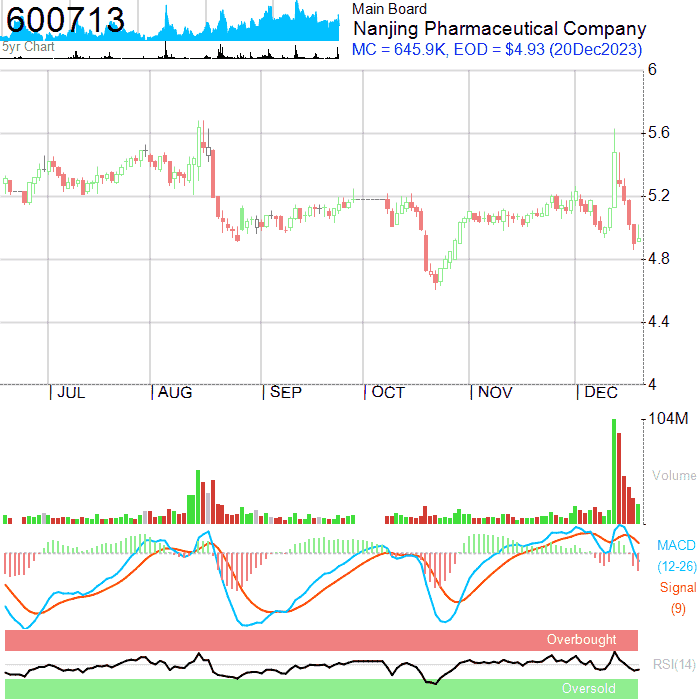 600713
5yr Chart
Main Board
Nanjing Pharmaceutical Company
MC = 645.9K, EOD = $4.93 (20Dec2023)
6
5.6
5.2
4.8
4.4
4
JUL AUG SEP OCT NOV DEC
104M
Volume
MACD
(12-26)
Signal
(9)
Overbought
RSI(14)
Oversold